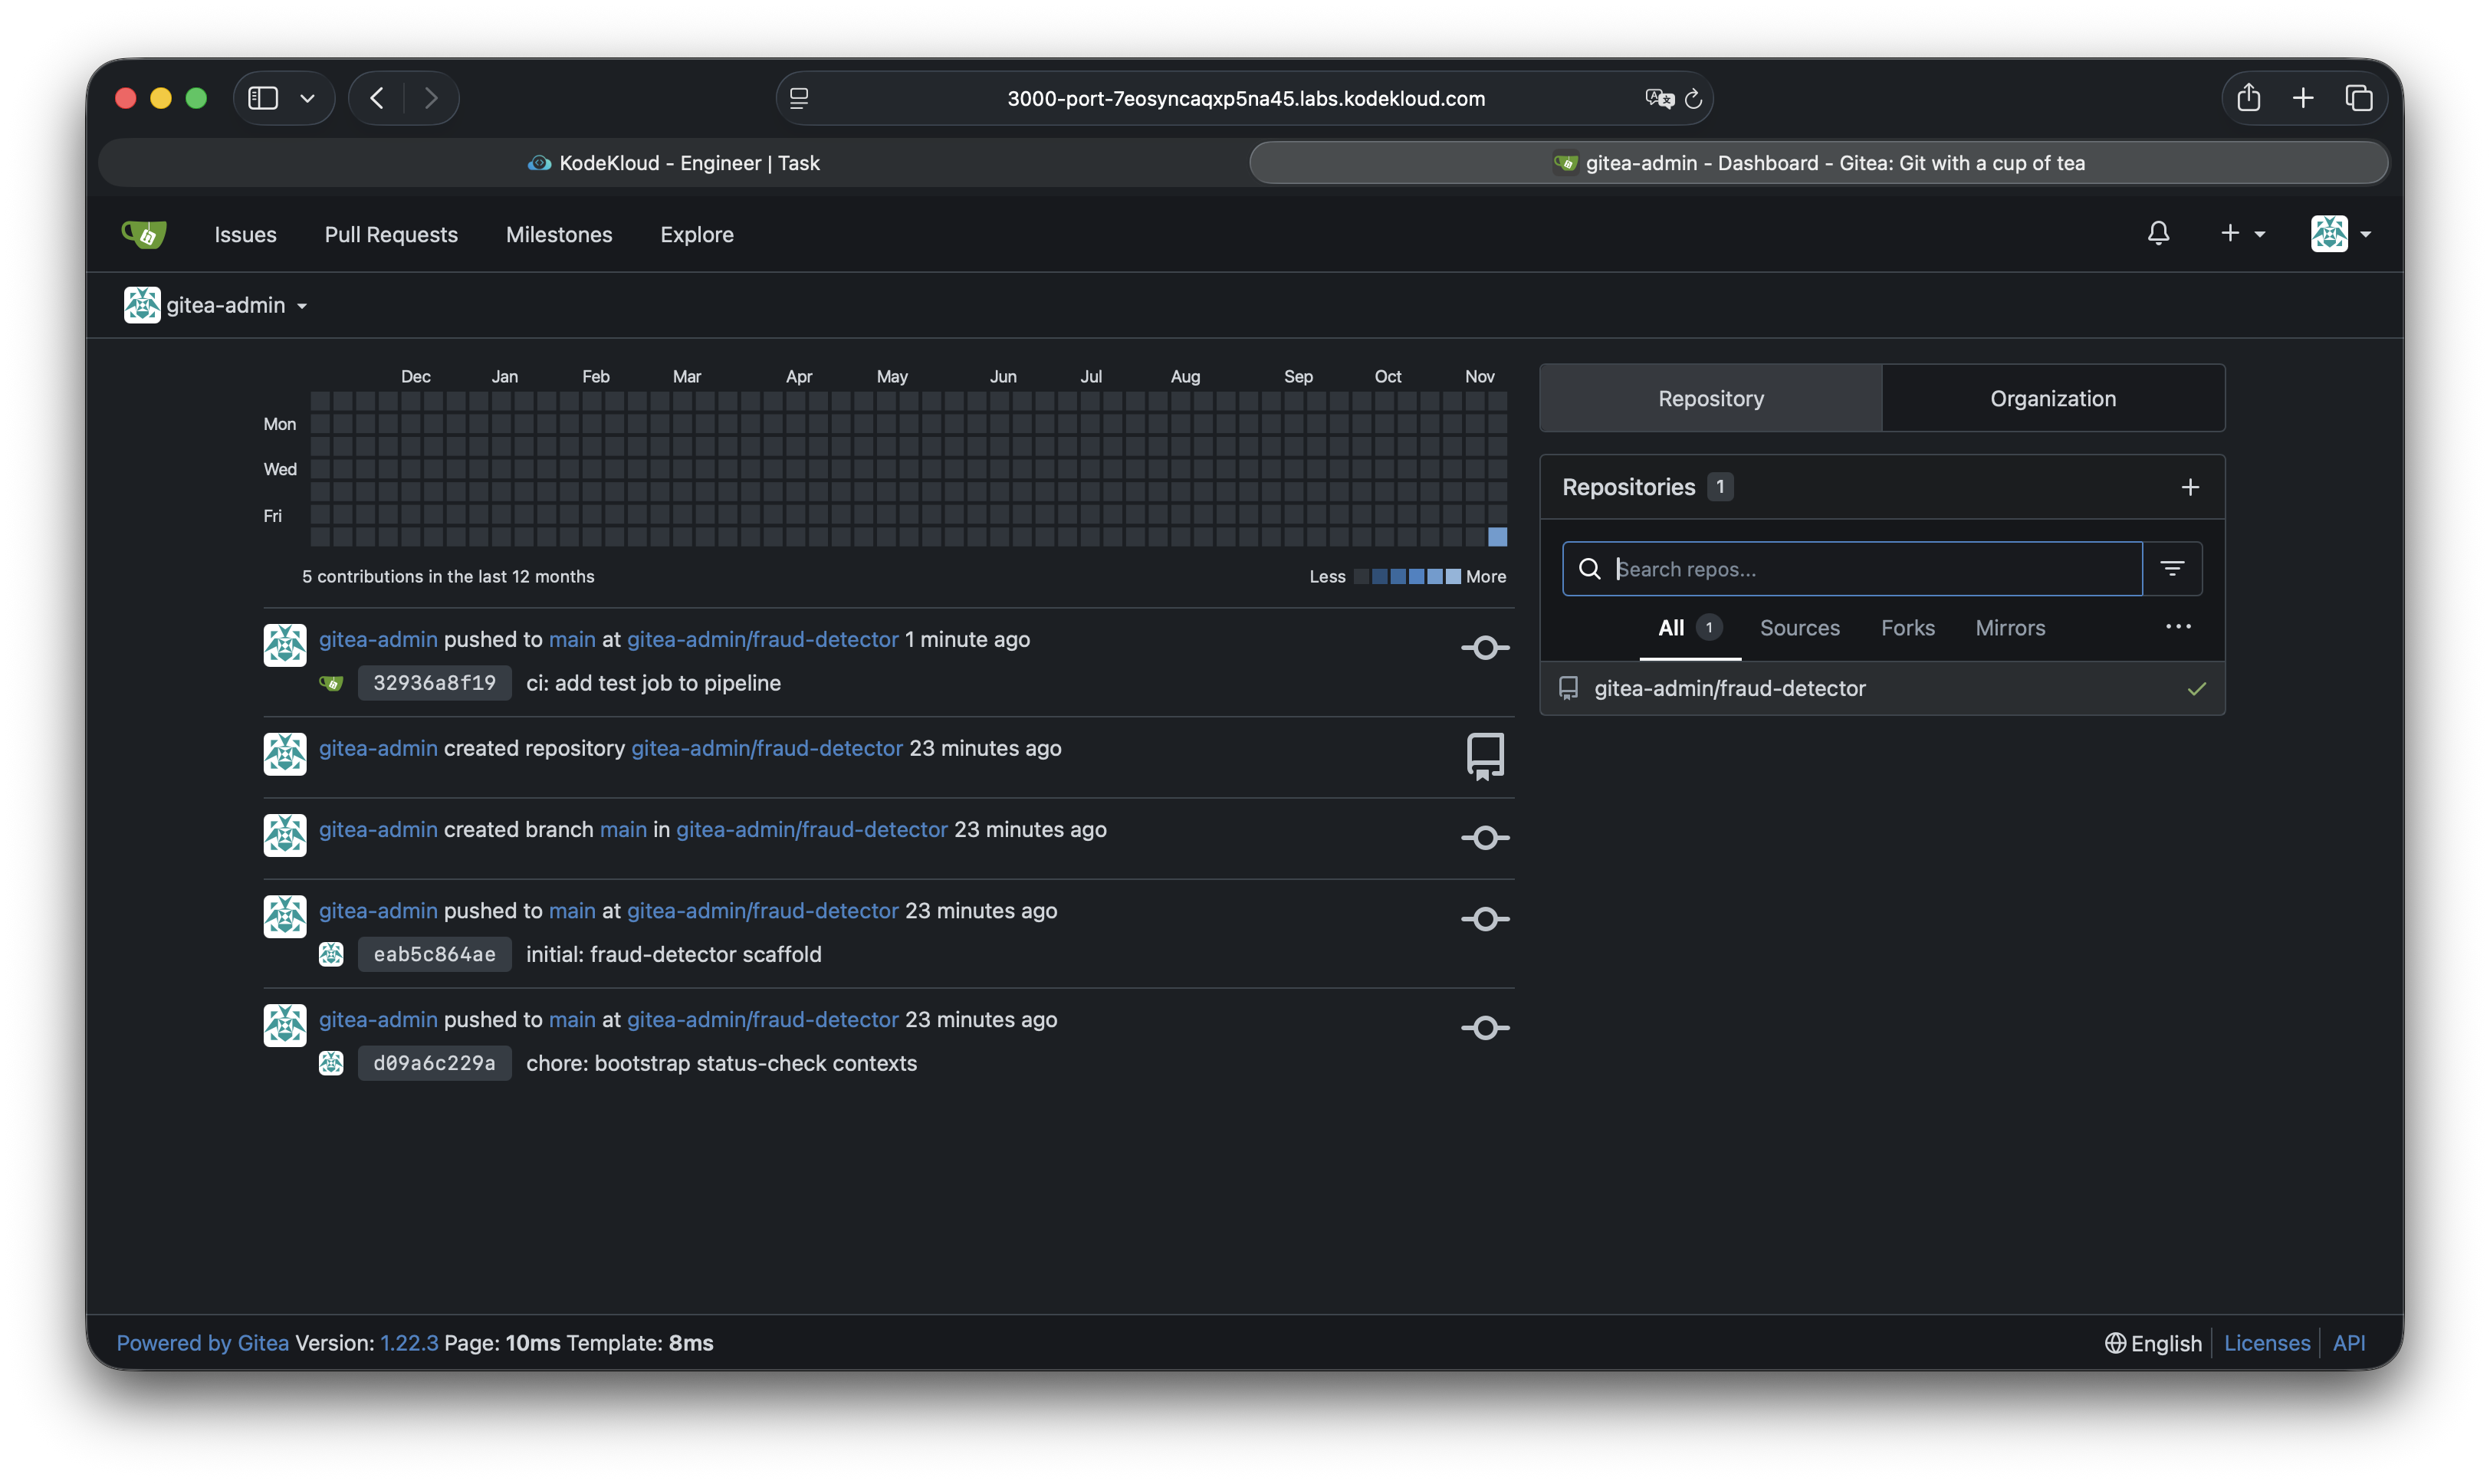 3000-port-7eosyncaqxp5na45.labs.kodekloud.com
KodeKloud - Engineer | Task
gitea-admin - Dashboard - Gitea: Git with a cup of tea
Issues Pull Requests Milestones Explore
gitea-admin
Dec Jan Feb Mar Apr May Jun Jul Aug Sep Oct Nov
Mon
Wed
Fri
5 contributions in the last 12 months
Less More
gitea-admin pushed to main at gitea-admin/fraud-detector 1 minute ago
32936a8f19 ci: add test job to pipeline
gitea-admin created repository gitea-admin/fraud-detector 23 minutes ago
gitea-admin created branch main in gitea-admin/fraud-detector 23 minutes ago
gitea-admin pushed to main at gitea-admin/fraud-detector 23 minutes ago
eab5c864ae initial: fraud-detector scaffold
gitea-admin pushed to main at gitea-admin/fraud-detector 23 minutes ago
d09a6c229a chore: bootstrap status-check contexts
Repository Organization
Repositories 1
Search repos...
All 1 Sources Forks Mirrors
gitea-admin/fraud-detector
Powered by Gitea Version: 1.22.3 Page: 10ms Template: 8ms
English Licenses API